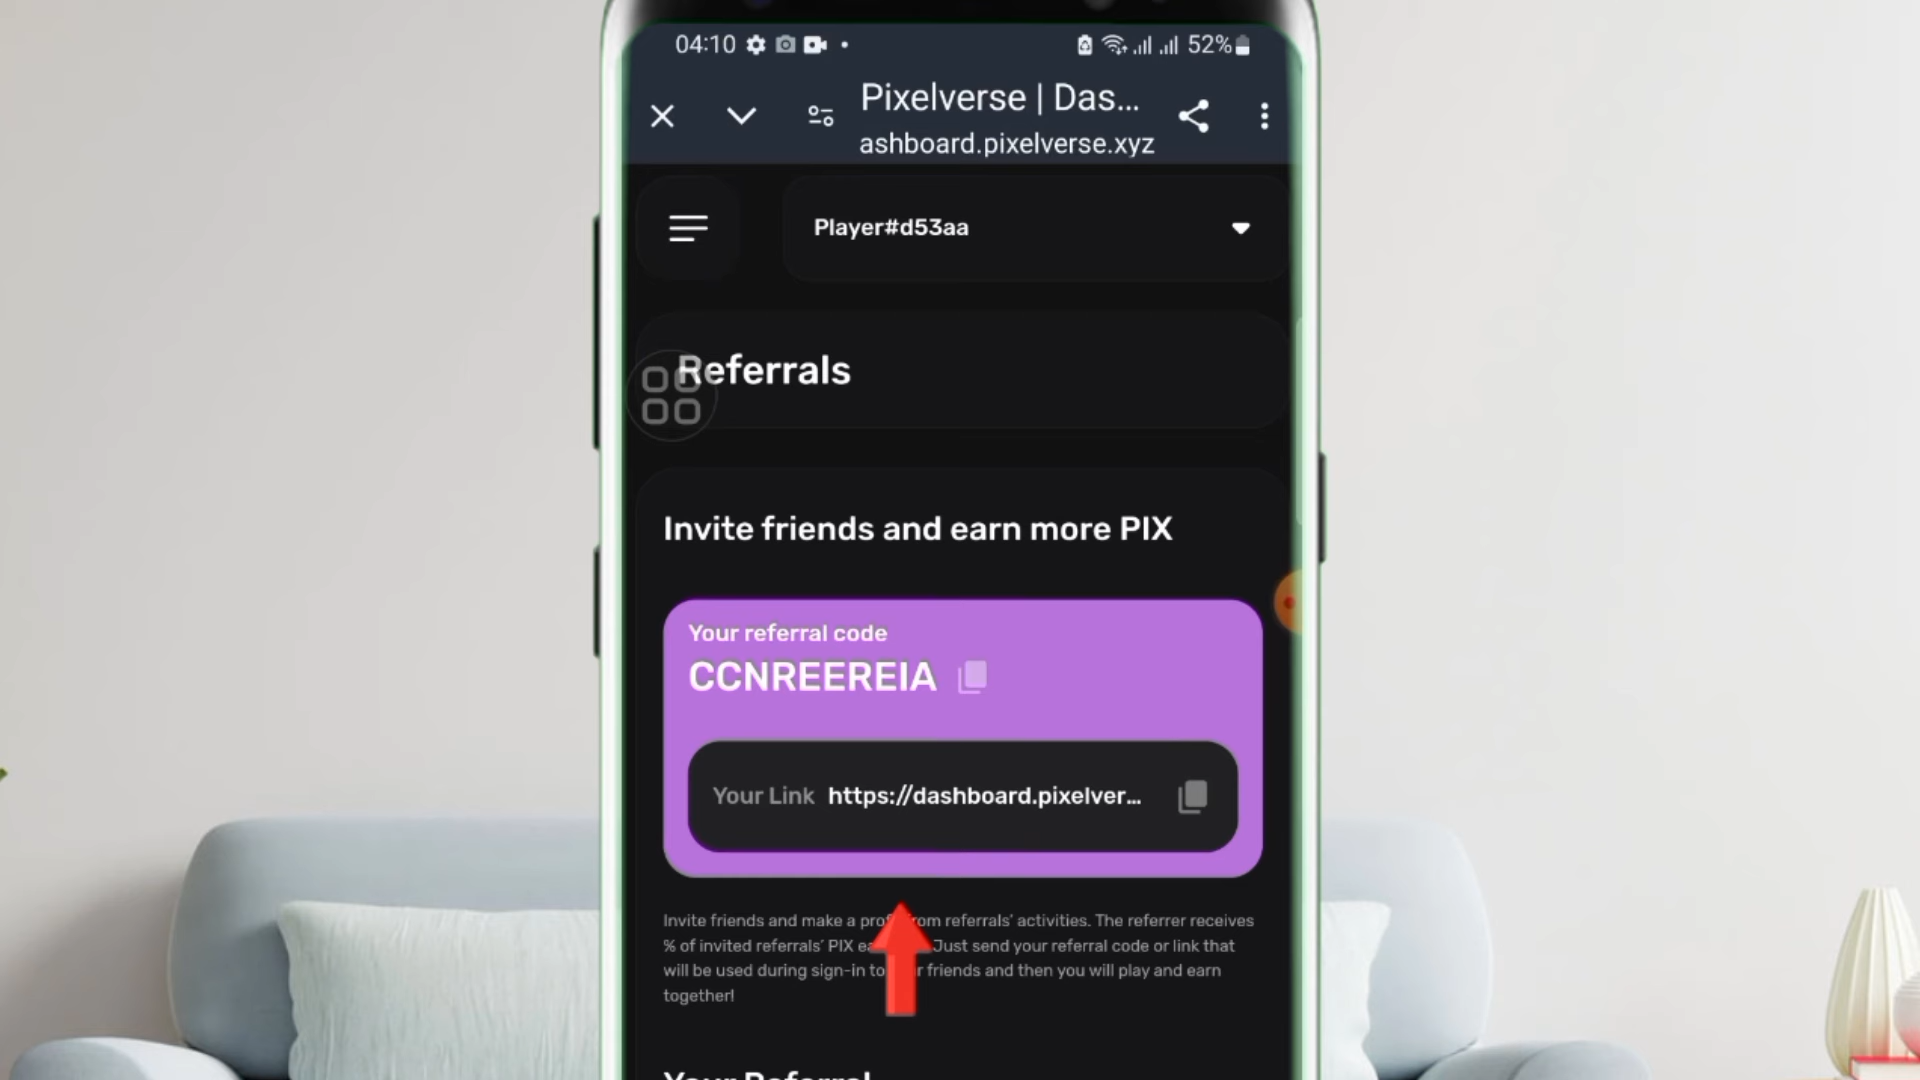 04:10
52%
Pixelverse | Das...
ashboard.pixelverse.xyz
Player#d53aa
Referrals
Invite friends and earn more PIX
Your referral code
CCNREEREIA
Your Link https://dashboard.pixelver...
Invite friends and make a from referrals' activities. The referrer receives
% of invited referrals' PIX Just send your referral code or link that
will be used during sign-in to friends and then you will play and earn
together!
Your Referral